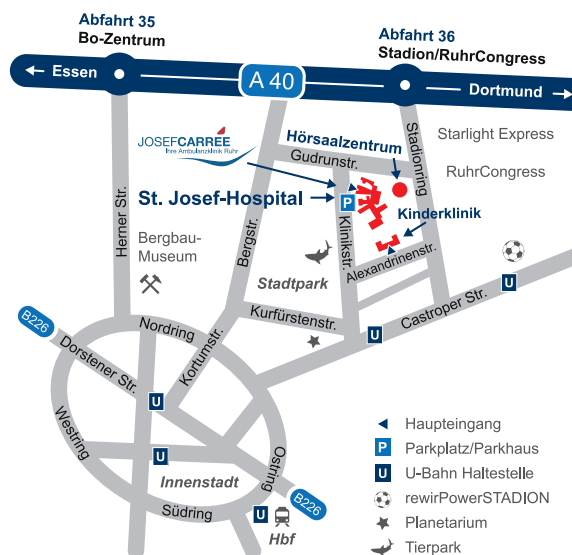 Abfahrt 35
Bo-Zentrum
Abfahrt 36
Stadion/RuhrCongress
Essen
A 40
Dortmund
JOSEFCARRÉE
Ihre Ambulanzklinik Ruhr
Hörsaalzentrum
Gudrunstr.
Stadionring
Starlight Express
RuhrCongress
St. Josef-Hospital
P
Kinderklinik
Herner Str.
Bergstr.
Klinikstr.
Alexandrinenstr.
Bergbau-
Museum
Stadtpark
Kurfürstenstr.
Castroper Str.
U
U
B226
Nordring
Dorstener Str.
Kortumstr.
U
Westring
U
Innenstadt
Ostring
B226
Südring
U
Hbf
Haupteingang
P Parkplatz/Parkhaus
U U-Bahn Haltestelle
rewirPowerSTADION
Planetarium
Tierpark